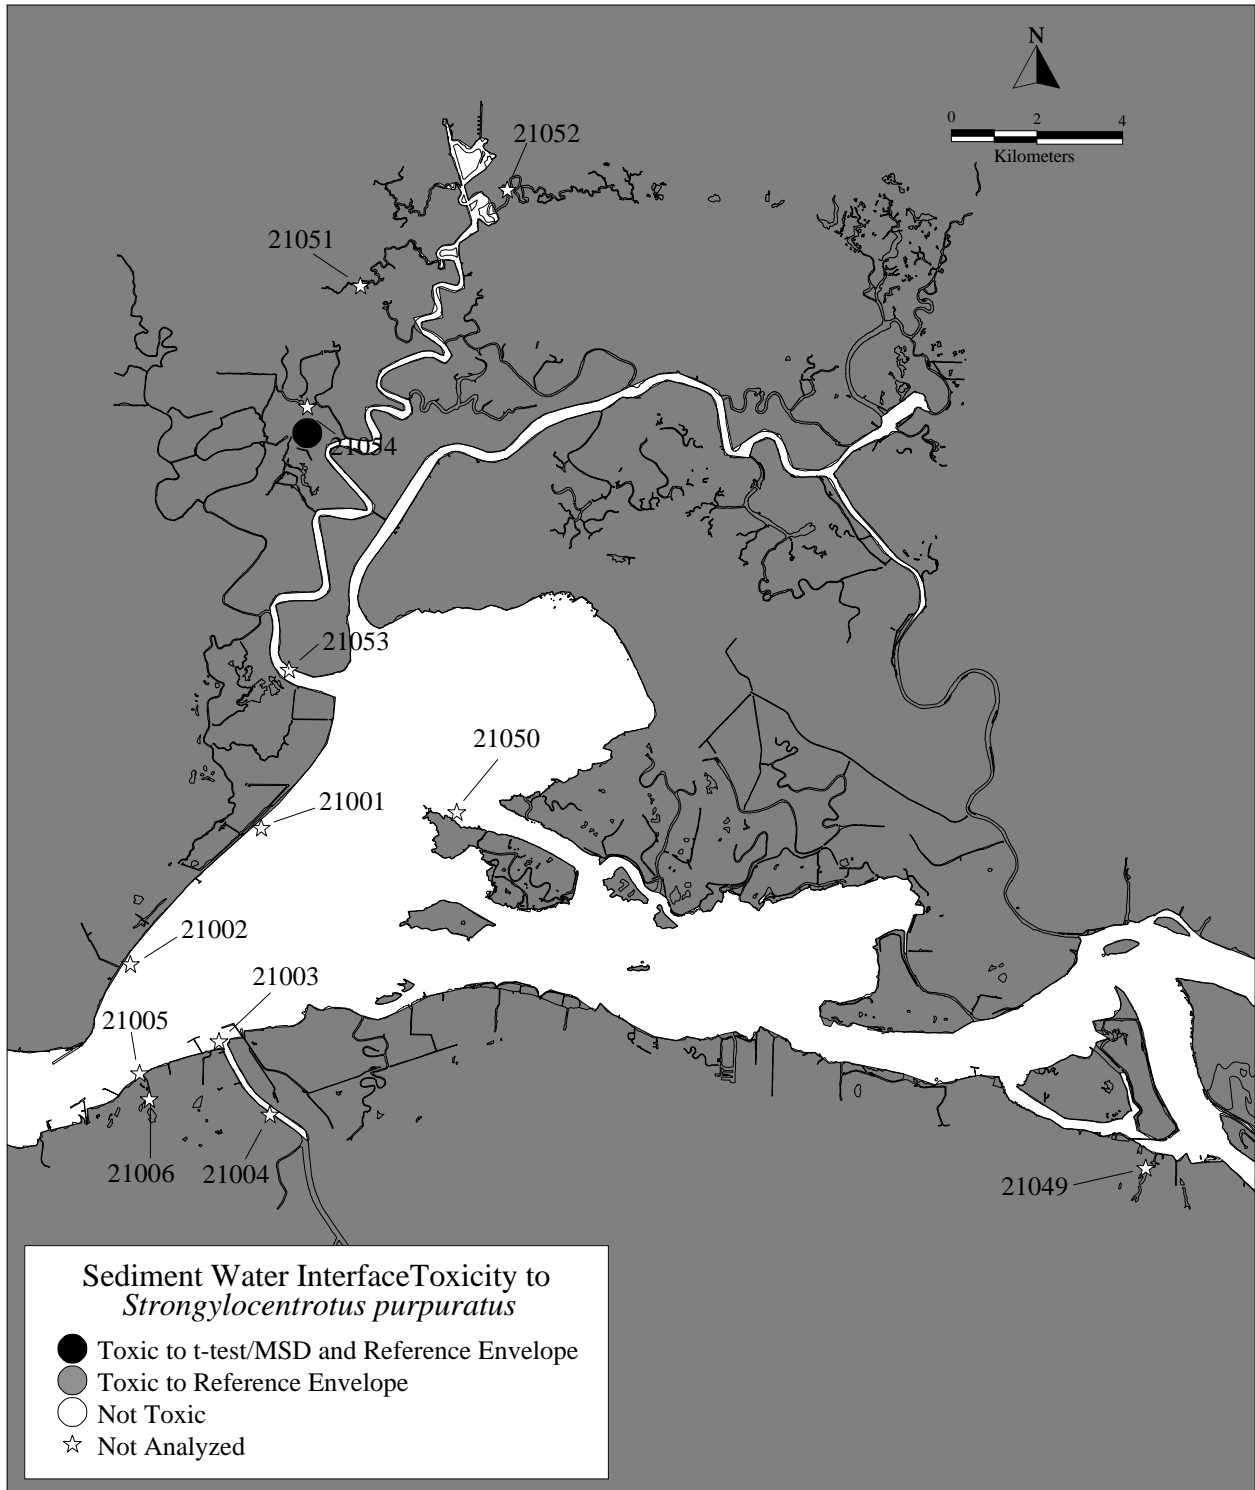 N
0 2 4
Kilometers
21052
21051
21054
21053
21050
21001
21002
21003
21005
21006
21004
21049
Sediment Water InterfaceToxicity to
Strongylocentrotus purpuratus
Toxic to t-test/MSD and Reference Envelope
Toxic to Reference Envelope
Not Toxic
Not Analyzed